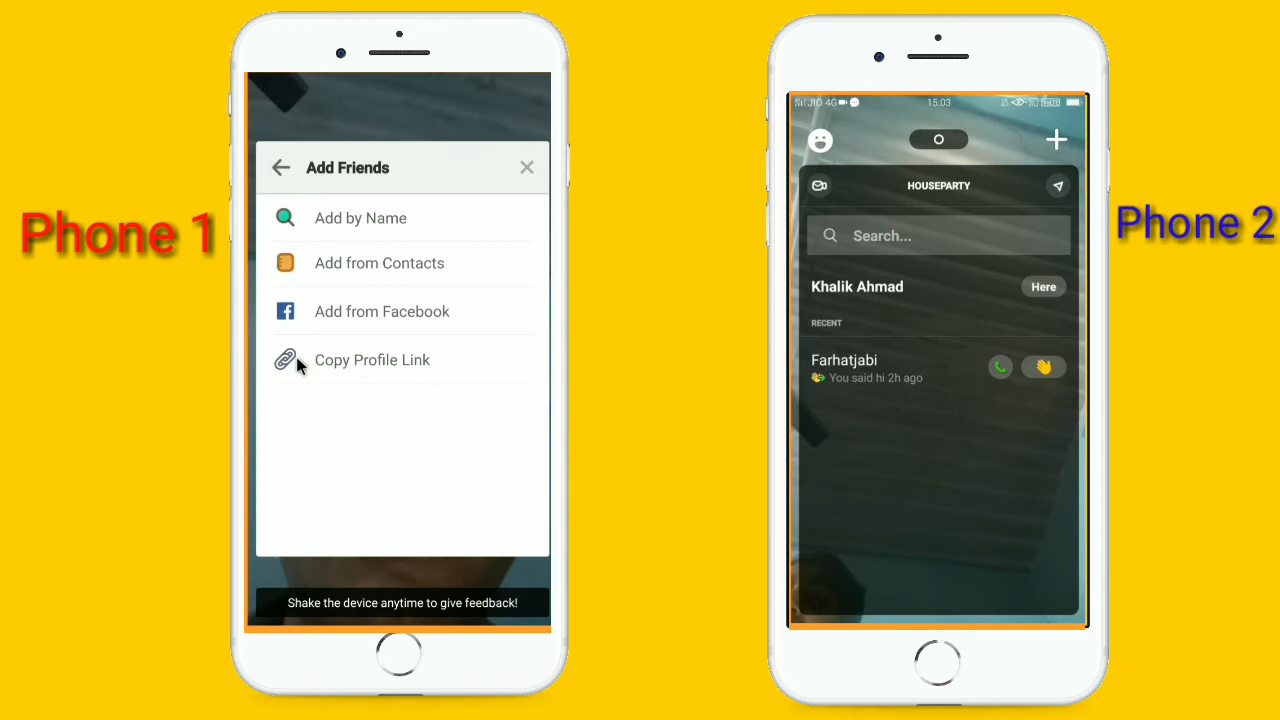 Phone 1
Add Friends
Add by Name
Add from Contacts
Add from Facebook
Copy Profile Link
Shake the device anytime to give feedback!
Phone 2
JIO 4G 15:03
HOUSEPARTY
Search...
Khalik Ahmad Here
RECENT
Farhatjabi
You said hi 2h ago